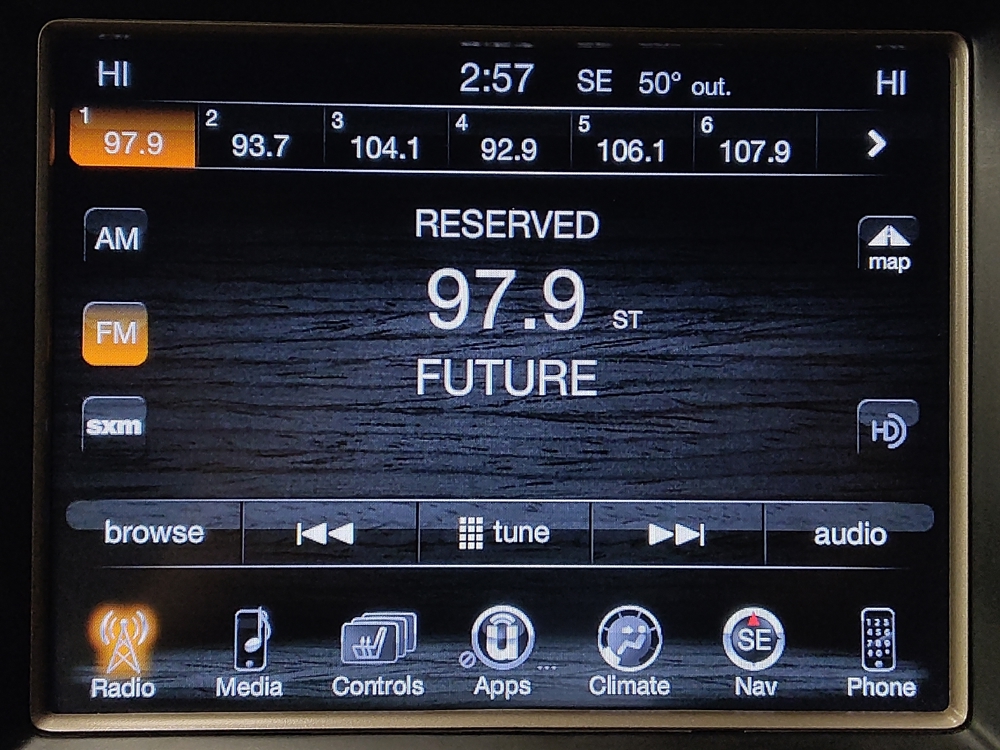 HI 2:57 SE 50° out. HI
1 97.9 2 93.7 3 104.1 4 92.9 5 106.1 6 107.9
RESERVED
AM
map
97.9 ST
FM
FUTURE
sxm
HD
browse tune audio
SE
Radio Media Controls Apps Climate Nav Phone